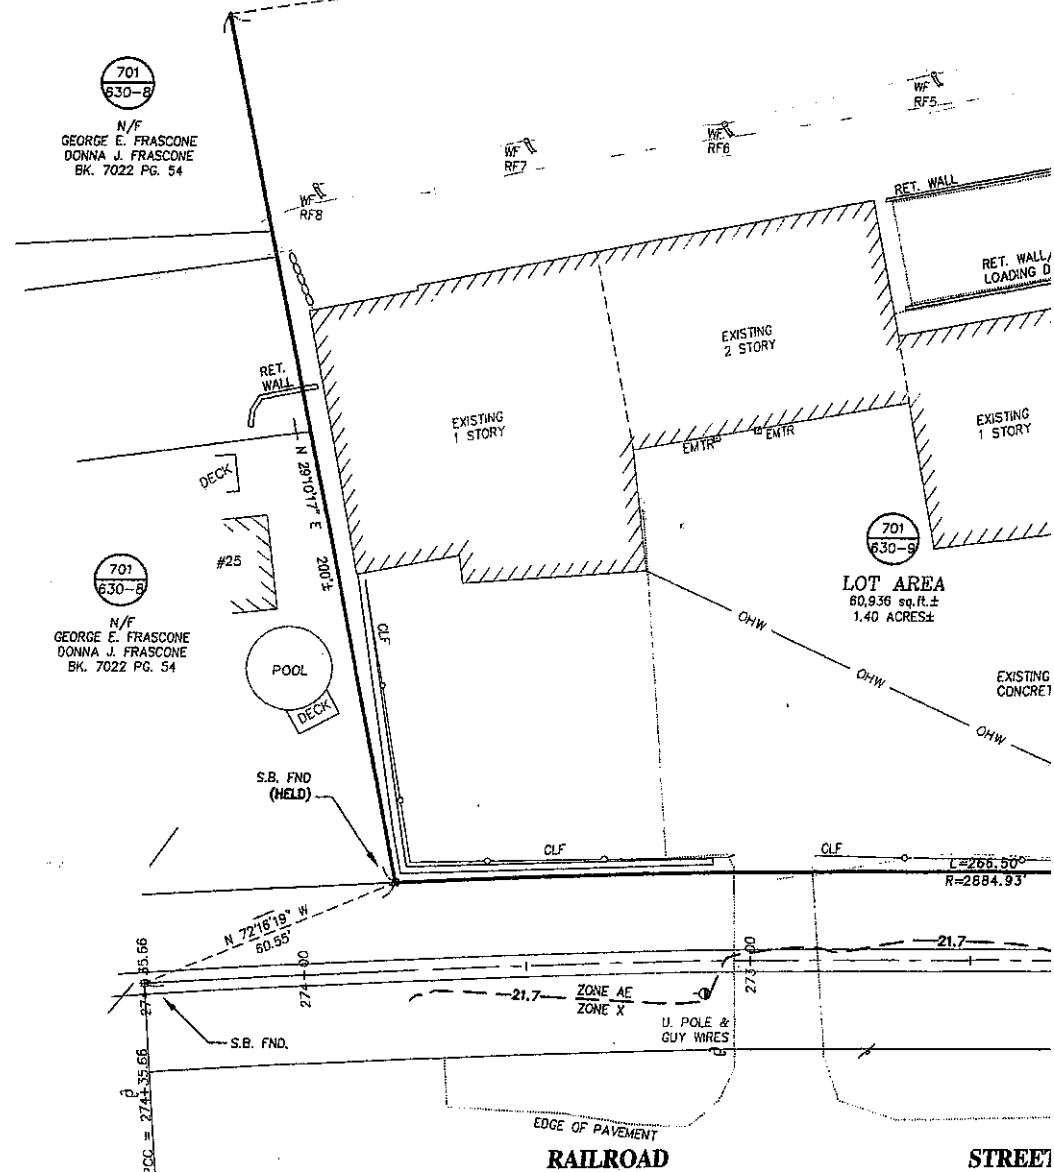 701
630-8
N/F
GEORGE E. FRASCONE
DONNA J. FRASCONE
BK. 7022 PG. 54
WF
RF5
WF
RF6
WF
RF7
WF
RF8
RET. WALL
RET. WALL/
LOADING D
EXISTING
2 STORY
RET.
WALL
EXISTING
1 STORY
EXISTING
1 STORY
EMTR
EMTR
DECK
N 29°10'17" E 200'±
#25
701
630-9
LOT AREA
60,936 sq.ft.±
1.40 ACRES±
701
630-8
N/F
GEORGE E. FRASCONE
DONNA J. FRASCONE
BK. 7022 PG. 54
CLF
OHW
OHW
OHW
POOL
DECK
EXISTING
CONCRET
S.B. FND
(HELD)
CLF
CLF
L=266.50'
R=2884.93'
N 72°16'19" W
60.55'
274+00
273+00
21.7
21.7
ZONE AE
ZONE X
U. POLE &
GUY WIRES
S.B. FND.
PCC = 274+35.66
EDGE OF PAVEMENT
RAILROAD STREET